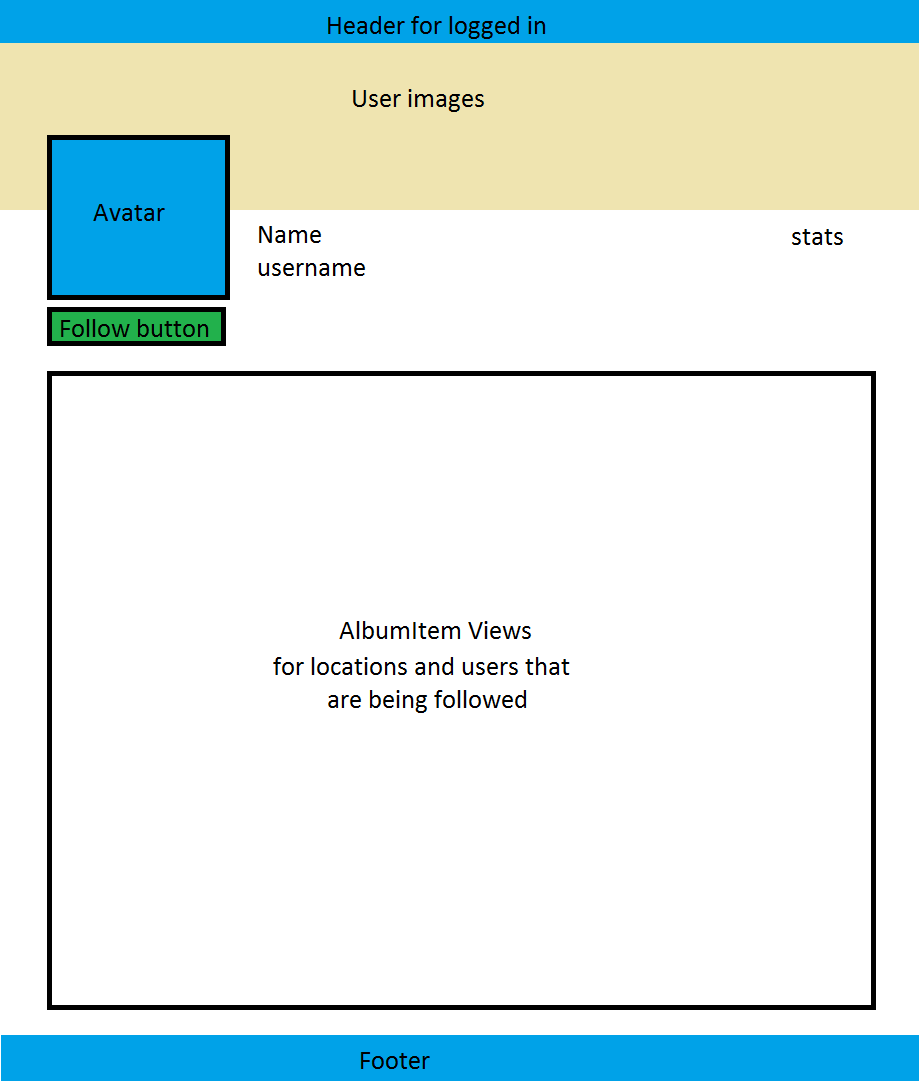 Header for logged in
User images
Avatar
Name
stats
username
Follow button
AlbumItem Views
for locations and users that
are being followed
Footer